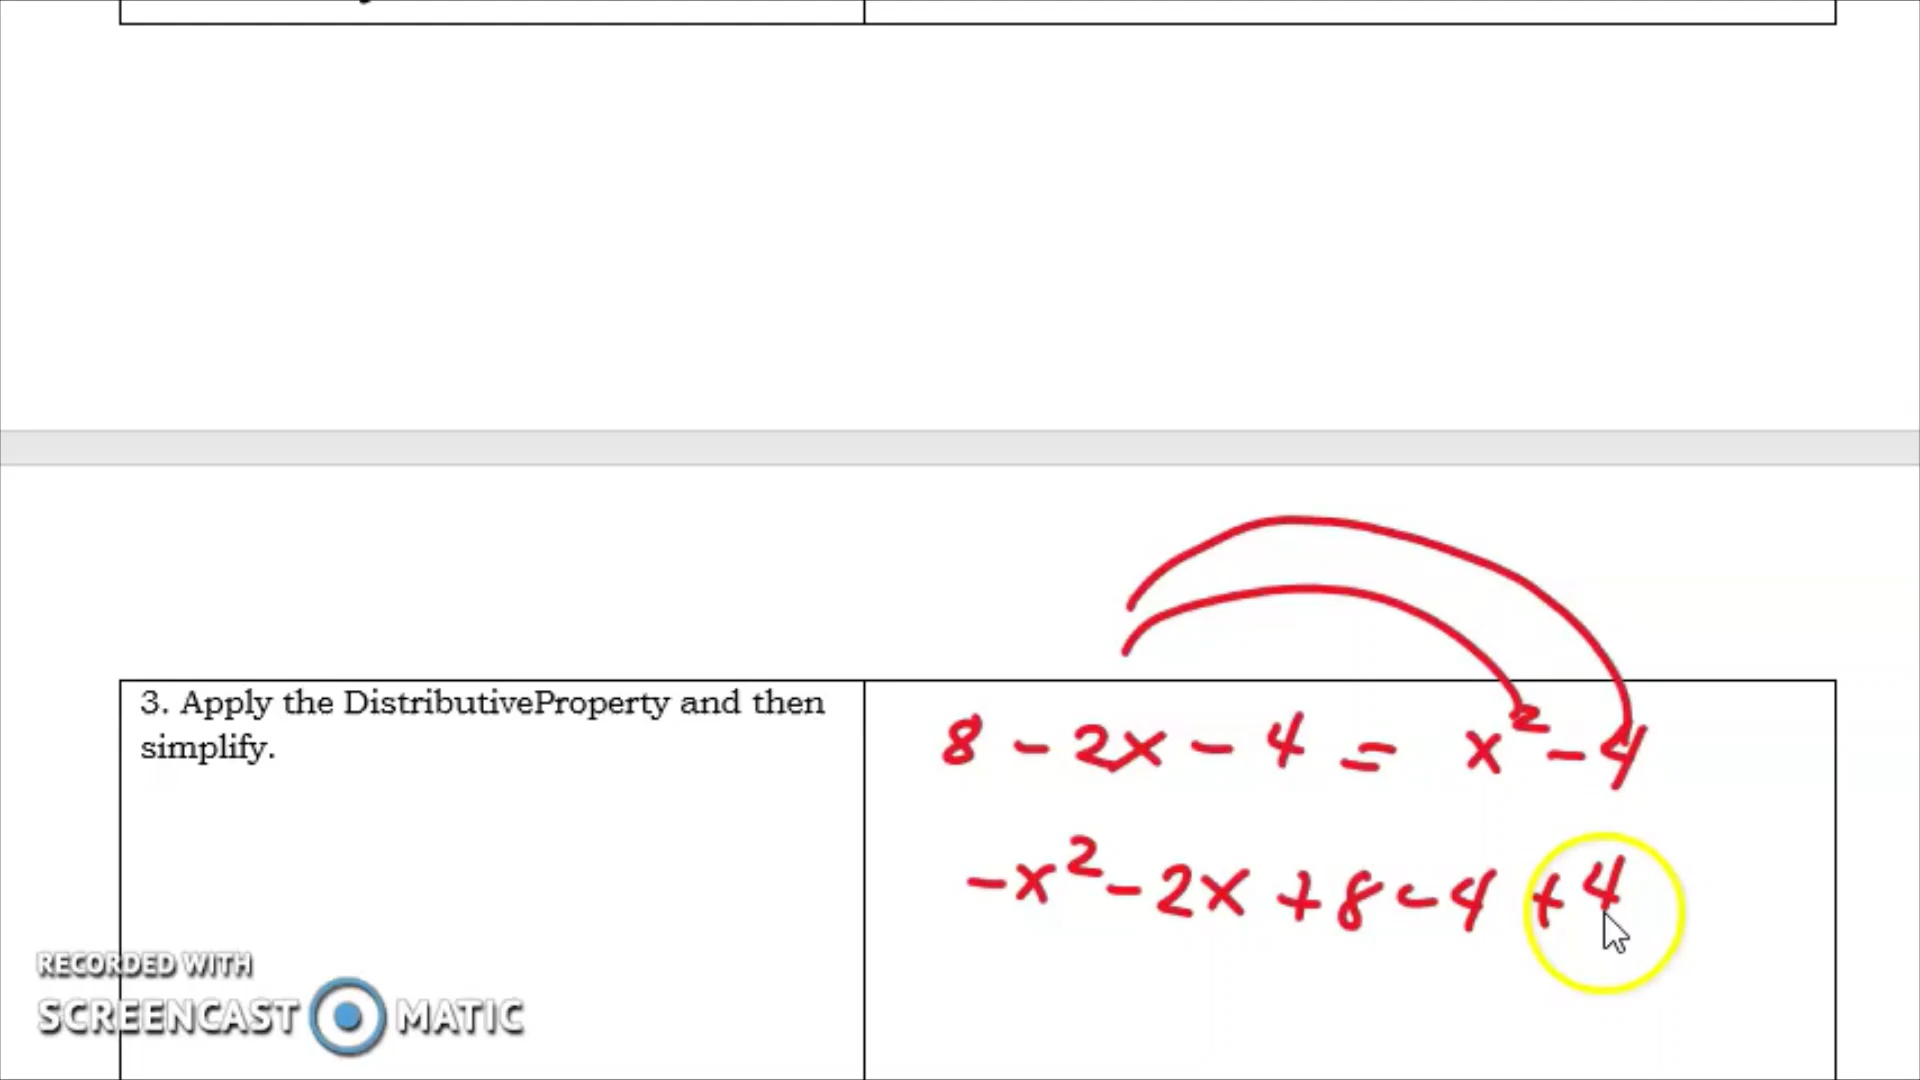 3. Apply the DistributiveProperty and then
simplify.
8 - 2x - 4 = x² - 4
-x² - 2x + 8 - 4 + 4
RECORDED WITH
SCREENCAST MATIC